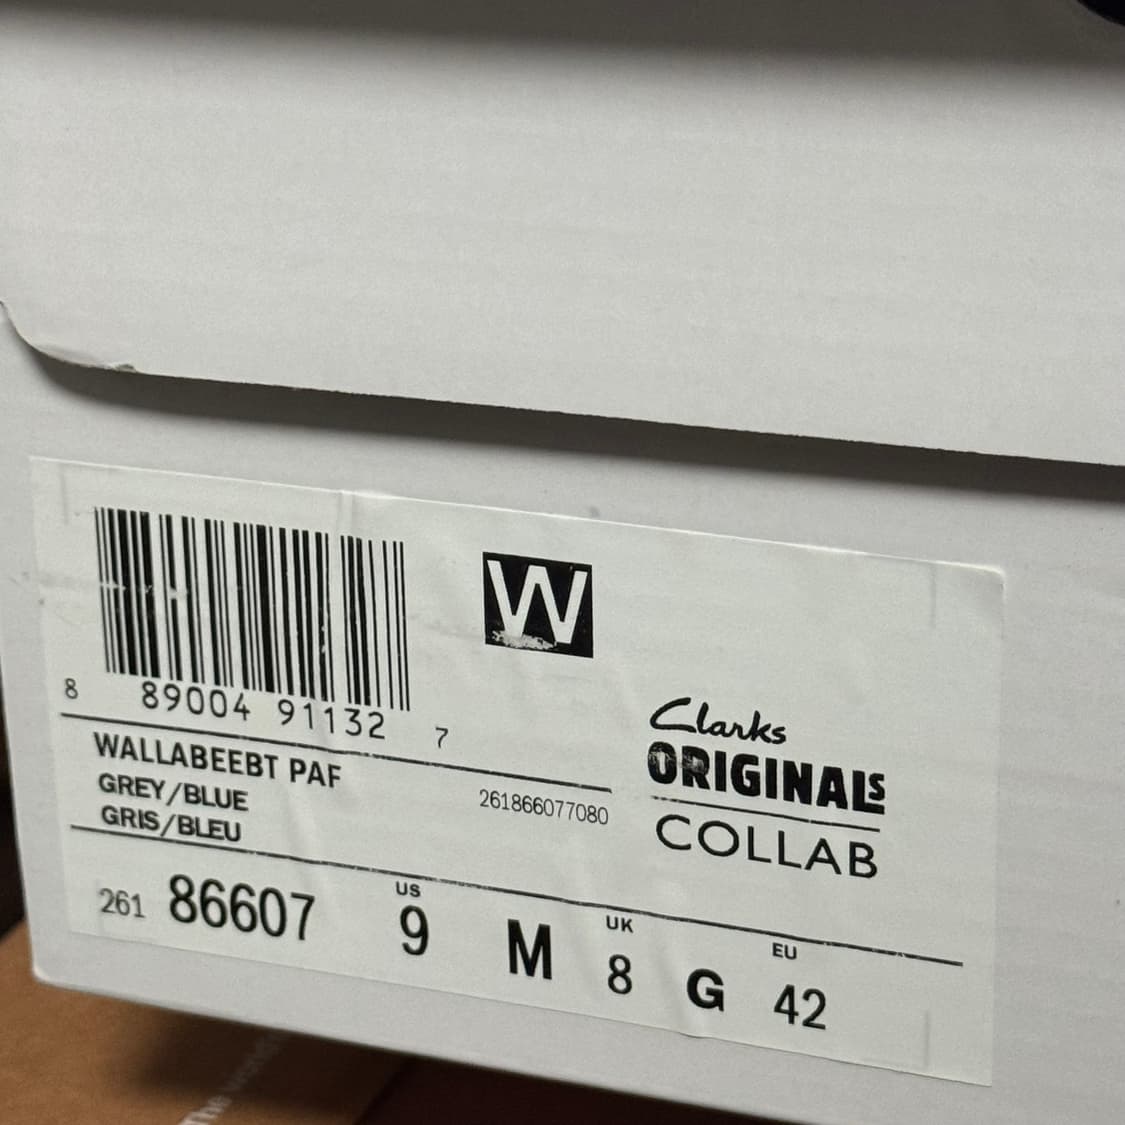 W
8 89004 91132 7
Clarks
ORIGINALS
COLLAB
WALLABEEBT PAF
GREY/BLUE
GRIS/BLEU
261866077080
261 86607
US
9 M
UK
8 G
EU
42
The